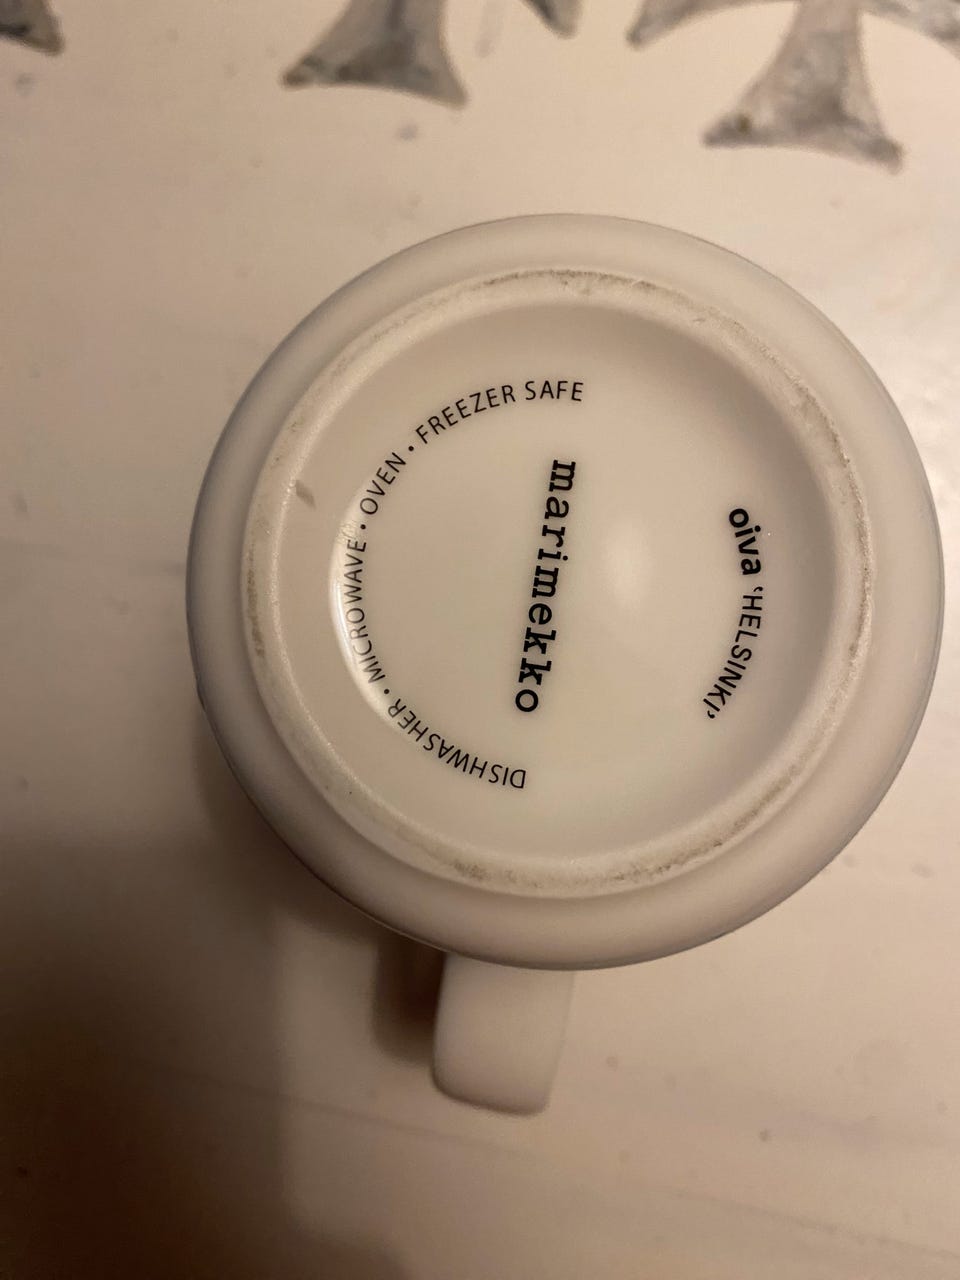 oiva 'HELSINKI'
marimekko
DISHWASHER • MICROWAVE • OVEN • FREEZER SAFE